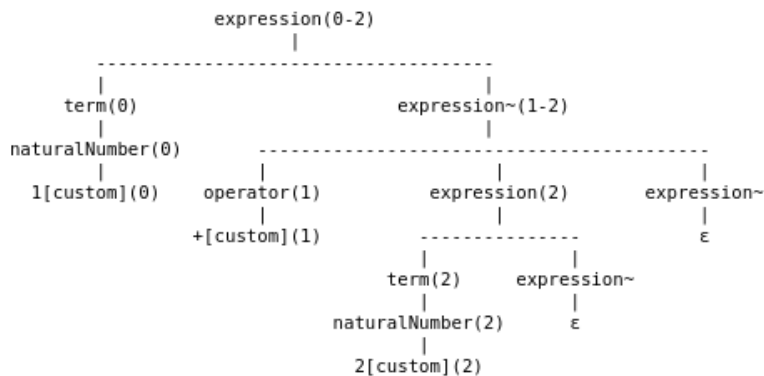 expression(0-2)
|
--------------------------------------
| |
term(0) expression~(1-2)
| |
naturalNumber(0) -------------------------------------------
| | | |
1[custom](0) operator(1) expression(2) expression~
| | |
+[custom](1) --------------- ε
| |
term(2) expression~
| |
naturalNumber(2) ε
|
2[custom](2)